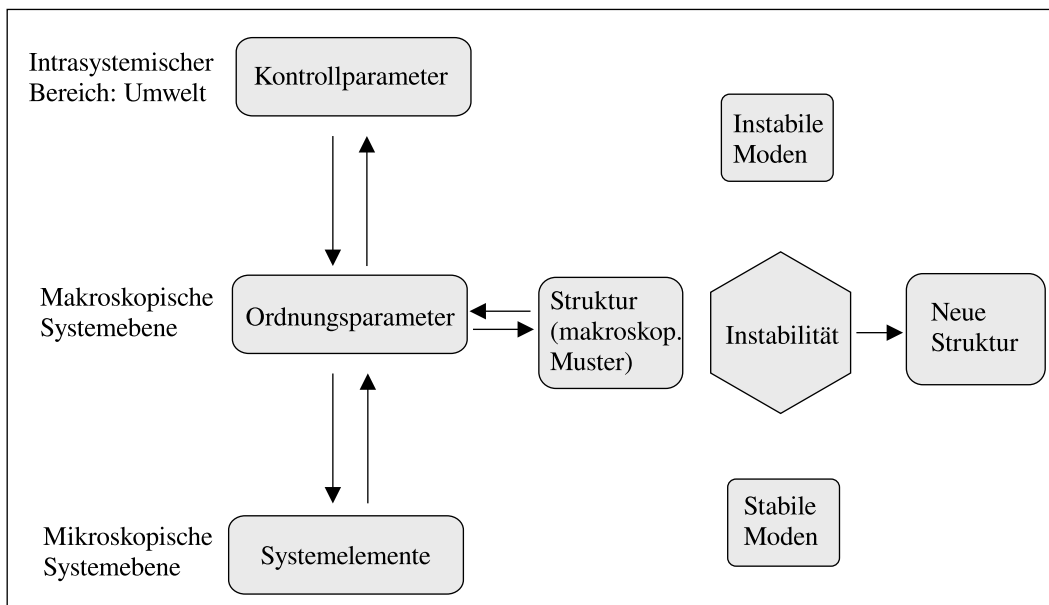 Intrasystemischer
Bereich: Umwelt
Kontrollparameter
Instabile
Moden
Makroskopische
Systemebene
Ordnungsparameter
Struktur
(makroskop.
Muster)
Instabilität
Neue
Struktur
Mikroskopische
Systemebene
Systemelemente
Stabile
Moden